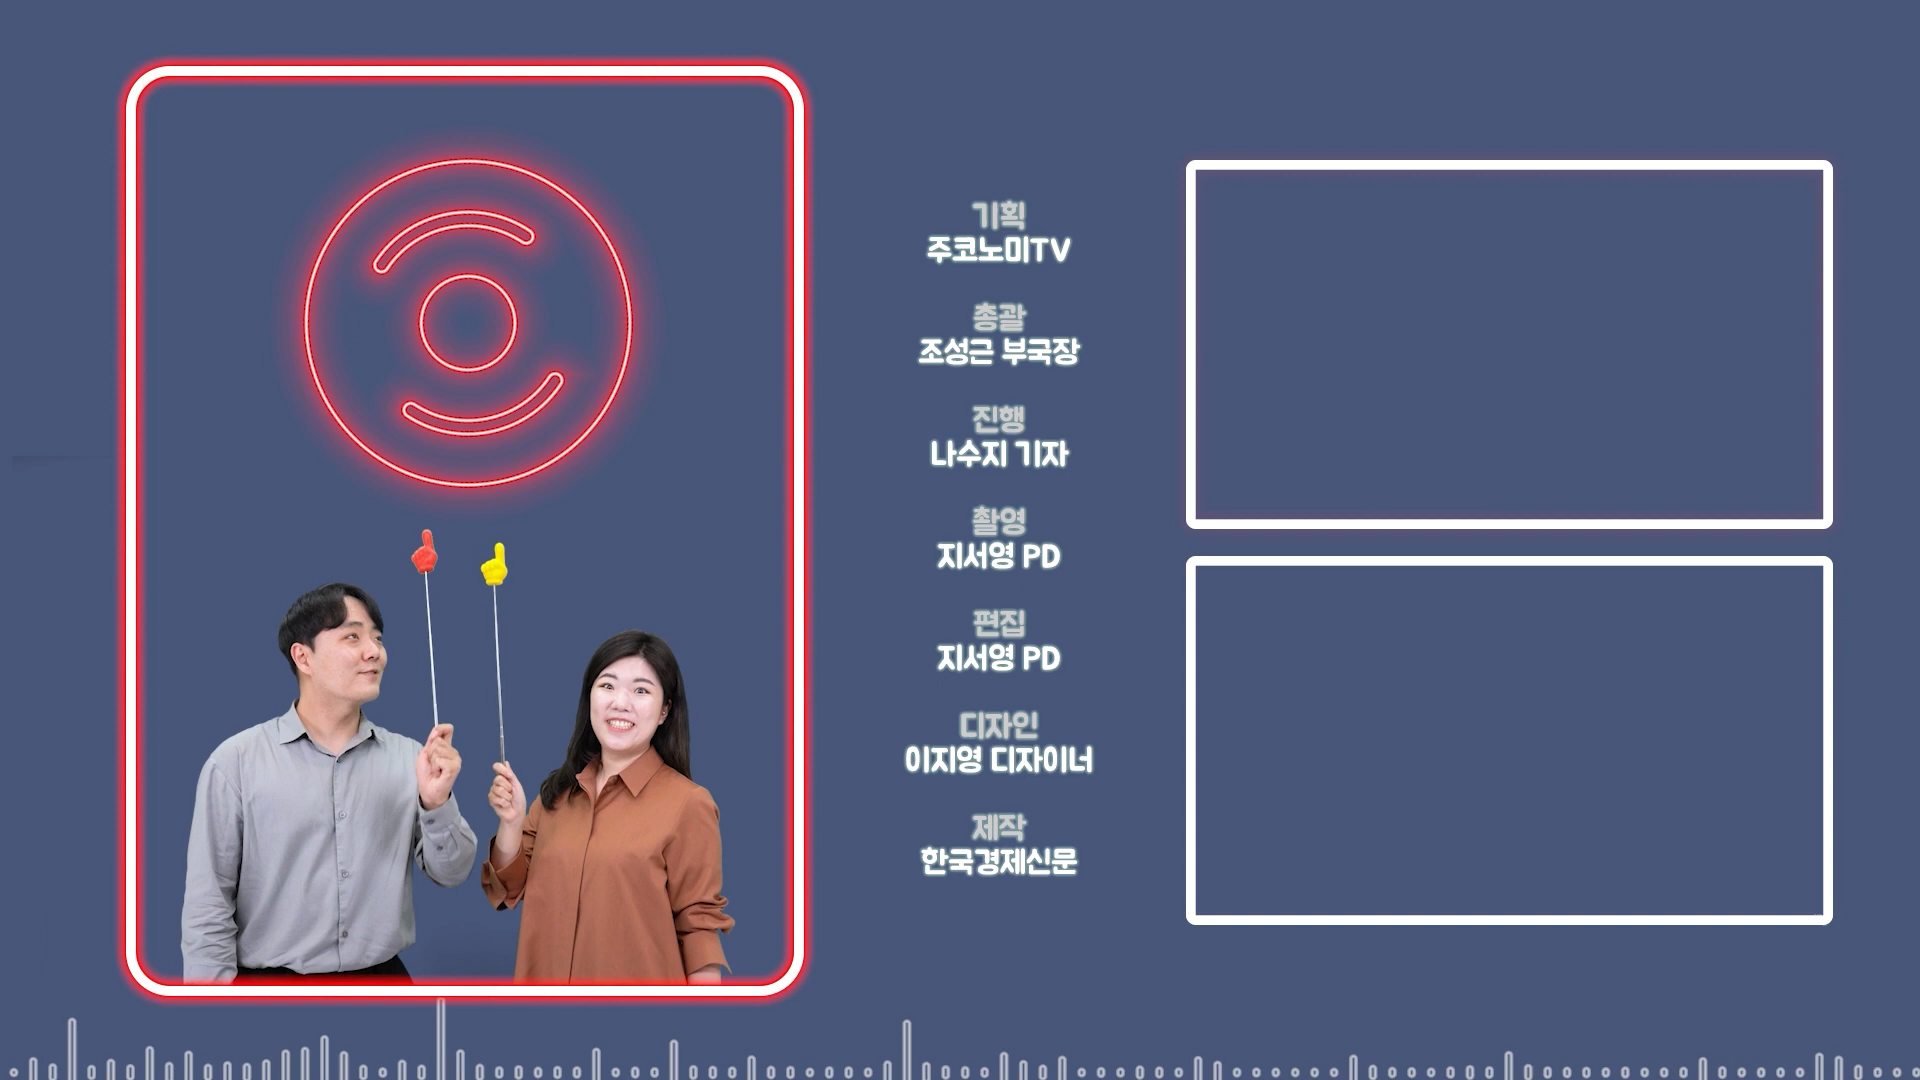 기획
주코노미TV
총괄
조성근 부국장
진행
나수지 기자
촬영
지서영 PD
편집
지서영 PD
디자인
이지영 디자이너
제작
한국경제신문